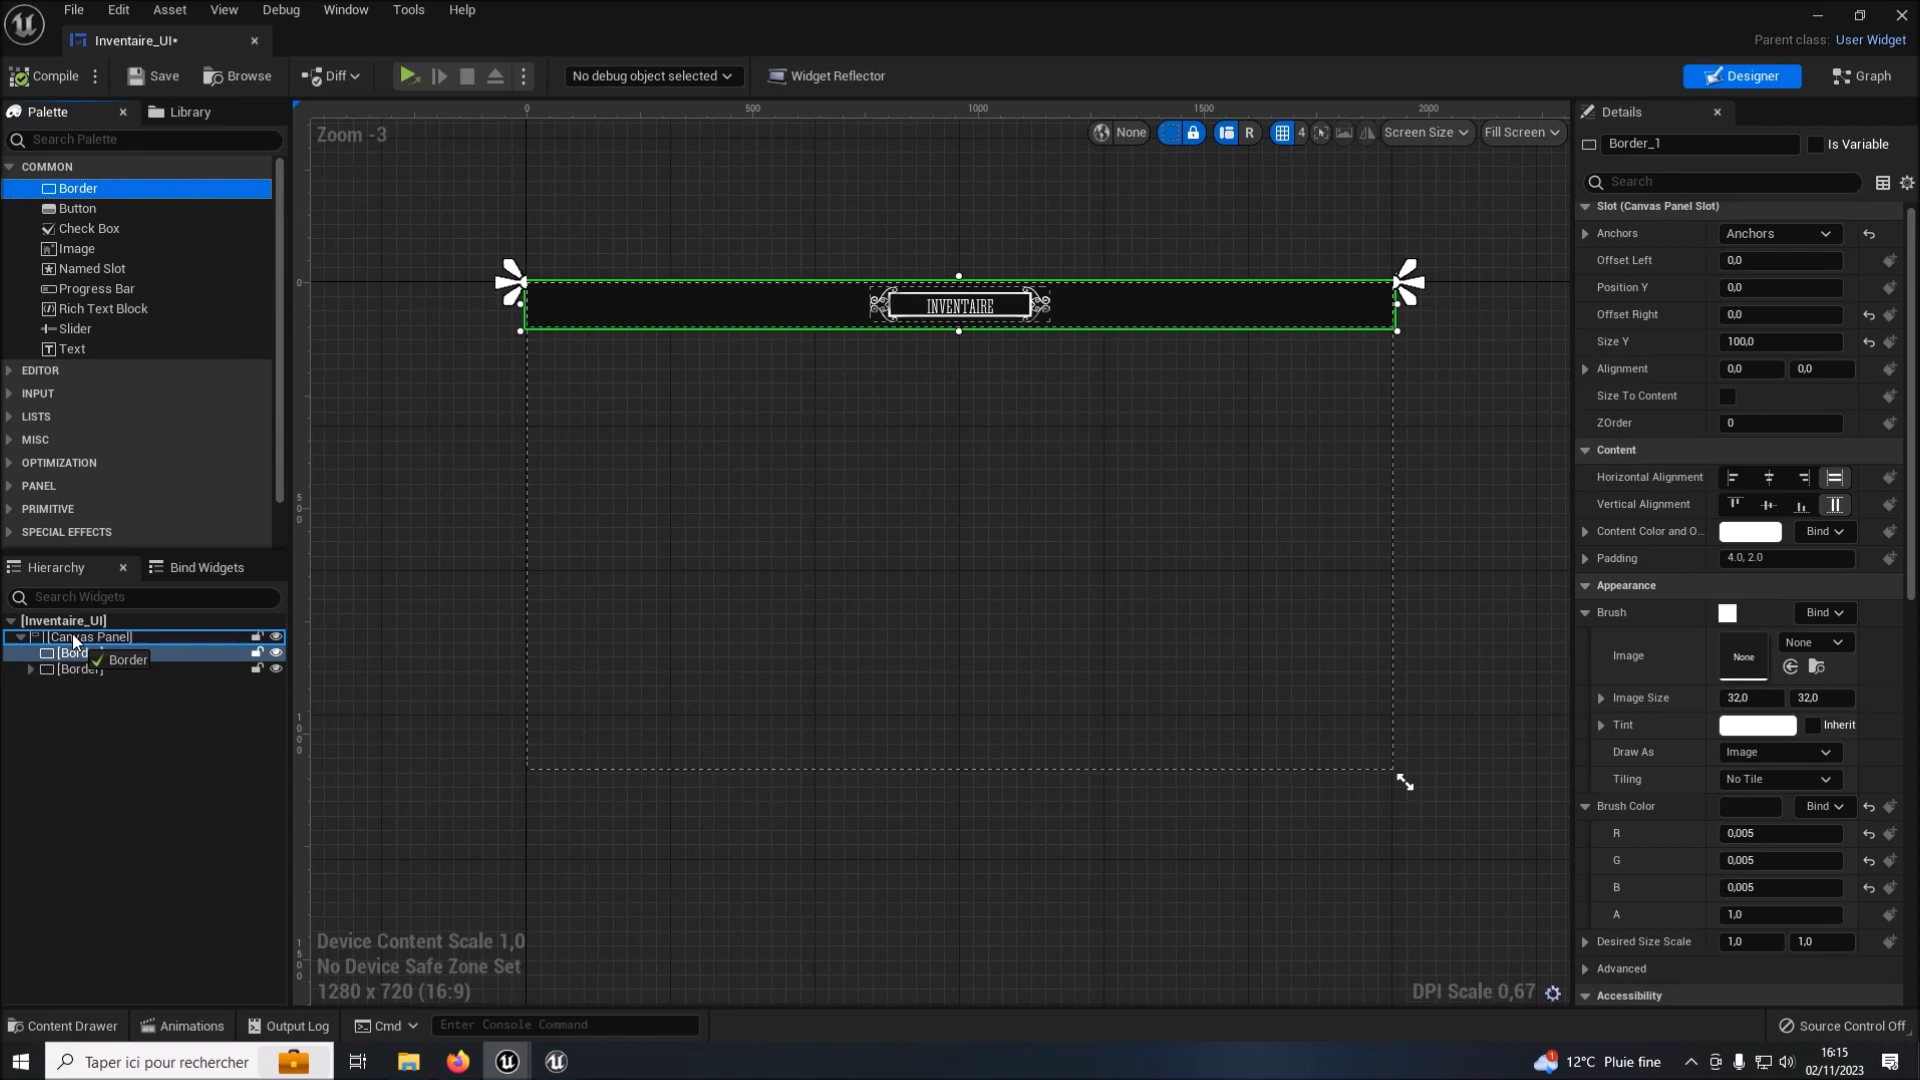 File Edit Asset View Debug Window Tools Help
Inventaire_UI•
Parent class: User Widget
Compile Save Browse Diff No debug object selected Widget Reflector Designer Graph
Palette Library
Search Palette
COMMON
Border
Button
Check Box
Image
Named Slot
Progress Bar
Rich Text Block
Slider
Text
EDITOR
INPUT
LISTS
MISC
OPTIMIZATION
PANEL
PRIMITIVE
SPECIAL EFFECTS
Hierarchy Bind Widgets
Search Widgets
[Inventaire_UI]
[Canvas Panel]
Border
[Border]
0 500 1000 1500 2000
Zoom -3
None R 4 Screen Size Fill Screen
0
500
1000
1500
INVENTAIRE
Device Content Scale 1,0
No Device Safe Zone Set
1280 x 720 (16:9)
DPI Scale 0,67
Details
Border_1 Is Variable
Search
Slot (Canvas Panel Slot)
Anchors Anchors
Offset Left 0,0
Position Y 0,0
Offset Right 0,0
Size Y 100,0
Alignment 0,0 0,0
Size To Content
ZOrder 0
Content
Horizontal Alignment
Vertical Alignment
Content Color and O... Bind
Padding 4.0, 2.0
Appearance
Brush Bind
Image None None
Image Size 32,0 32,0
Tint Inherit
Draw As Image
Tiling No Tile
Brush Color Bind
R 0,005
G 0,005
B 0,005
A 1,0
Desired Size Scale 1,0 1,0
Advanced
Accessibility
Content Drawer Animations Output Log Cmd Enter Console Command Source Control Off
Taper ici pour rechercher
1 12°C Pluie fine
16:15
02/11/2023